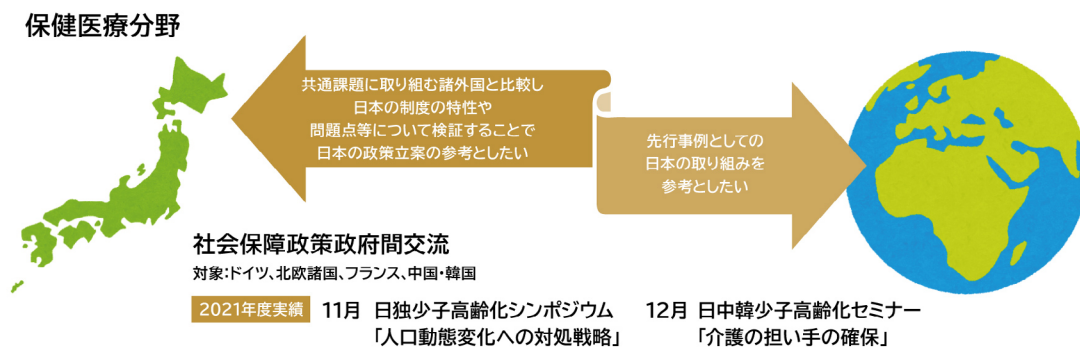 保健医療分野
共通課題に取り組む諸外国と比較し
日本の制度の特性や
問題点等について検証することで
日本の政策立案の参考としたい
先行事例としての
日本の取り組みを
参考としたい
社会保障政策政府間交流
対象:ドイツ、北欧諸国、フランス、中国・韓国
2021年度実績
11月 日独少子高齢化シンポジウム
「人口動態変化への対処戦略」
12月 日中韓少子高齢化セミナー
「介護の担い手の確保」